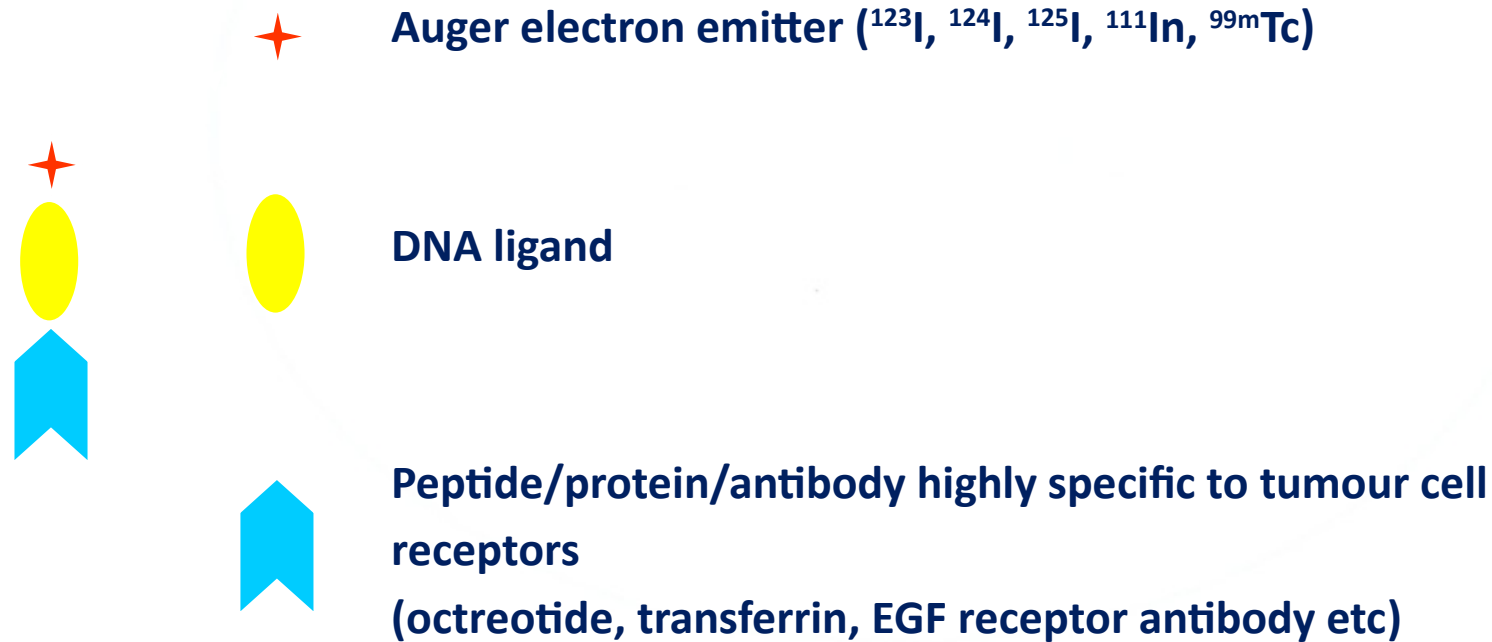 Auger electron emitter (¹²³I, ¹²⁴I, ¹²⁵I, ¹¹¹In, ⁹⁹ᵐTc)
DNA ligand
Peptide/protein/antibody highly specific to tumour cell
receptors
(octreotide, transferrin, EGF receptor antibody etc)